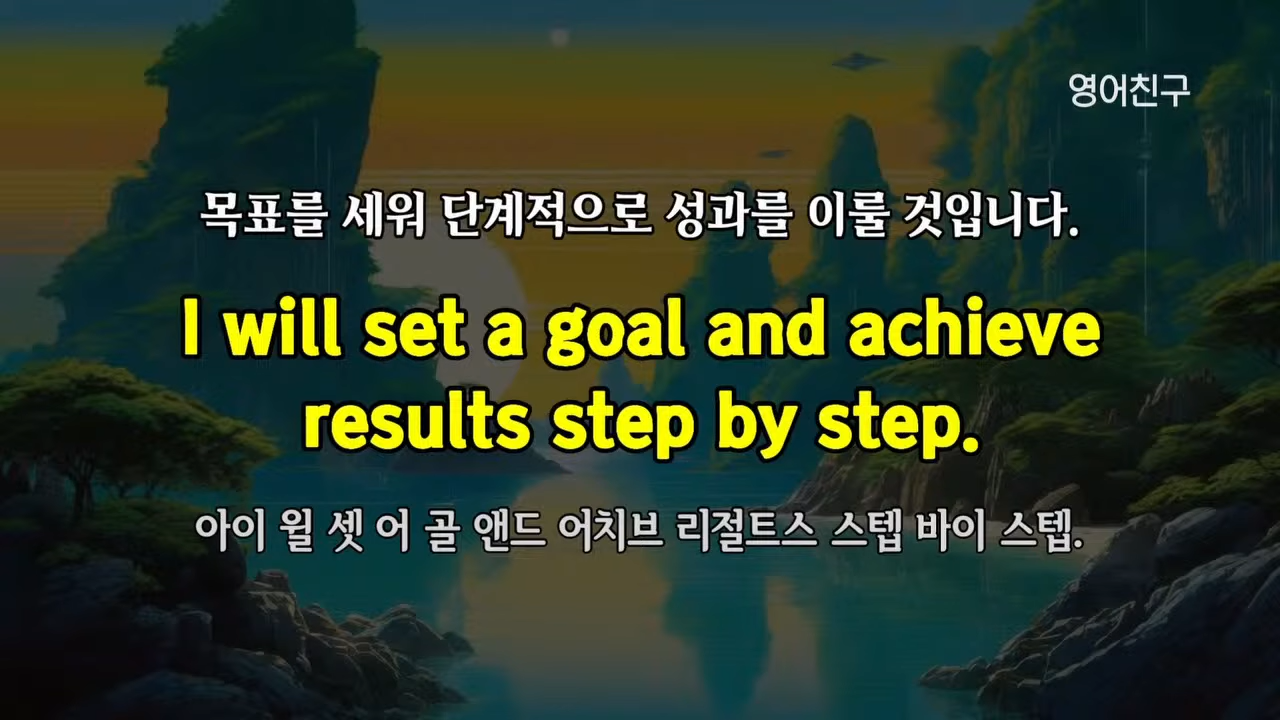 영어친구
목표를 세워 단계적으로 성과를 이룰 것입니다.
I will set a goal and achieve
results step by step.
아이 윌 셋 어 골 앤드 어치브 리절트스 스텝 바이 스텝.